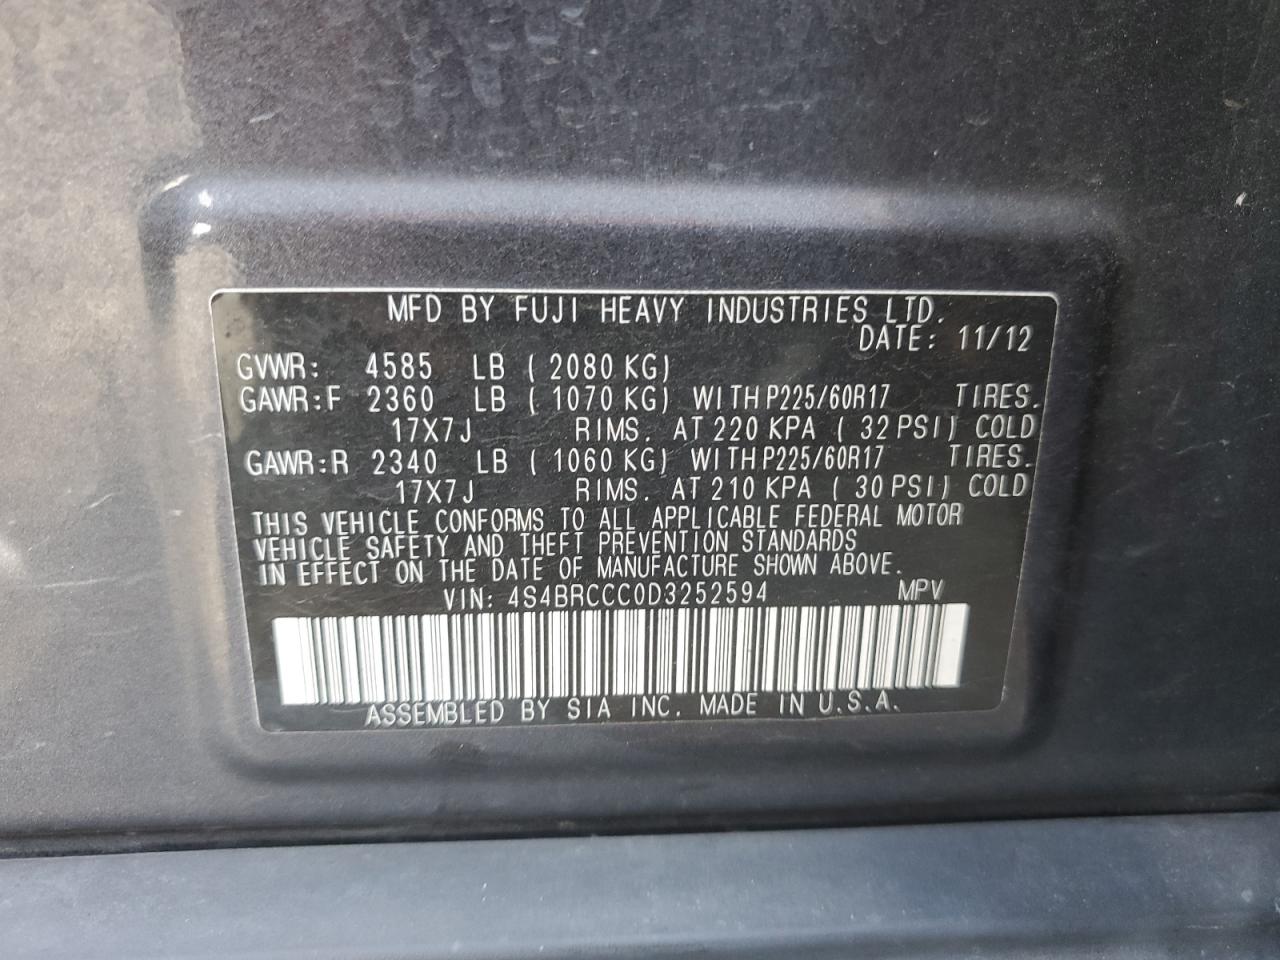 MFD BY FUJI HEAVY INDUSTRIES LTD.
DATE: 11/12
GVWR: 4585 LB ( 2080 KG)
GAWR:F 2360 LB ( 1070 KG) WITH P225/60R17 TIRES.
17X7J RIMS. AT 220 KPA ( 32 PSI) COLD
GAWR:R 2340 LB ( 1060 KG) WITH P225/60R17 TIRES.
17X7J RIMS. AT 210 KPA ( 30 PSI) COLD
THIS VEHICLE CONFORMS TO ALL APPLICABLE FEDERAL MOTOR
VEHICLE SAFETY AND THEFT PREVENTION STANDARDS
IN EFFECT ON THE DATE OF MANUFACTURE SHOWN ABOVE.
VIN: 4S4BRCCC0D3252594 MPV
ASSEMBLED BY SIA INC. MADE IN U.S.A.